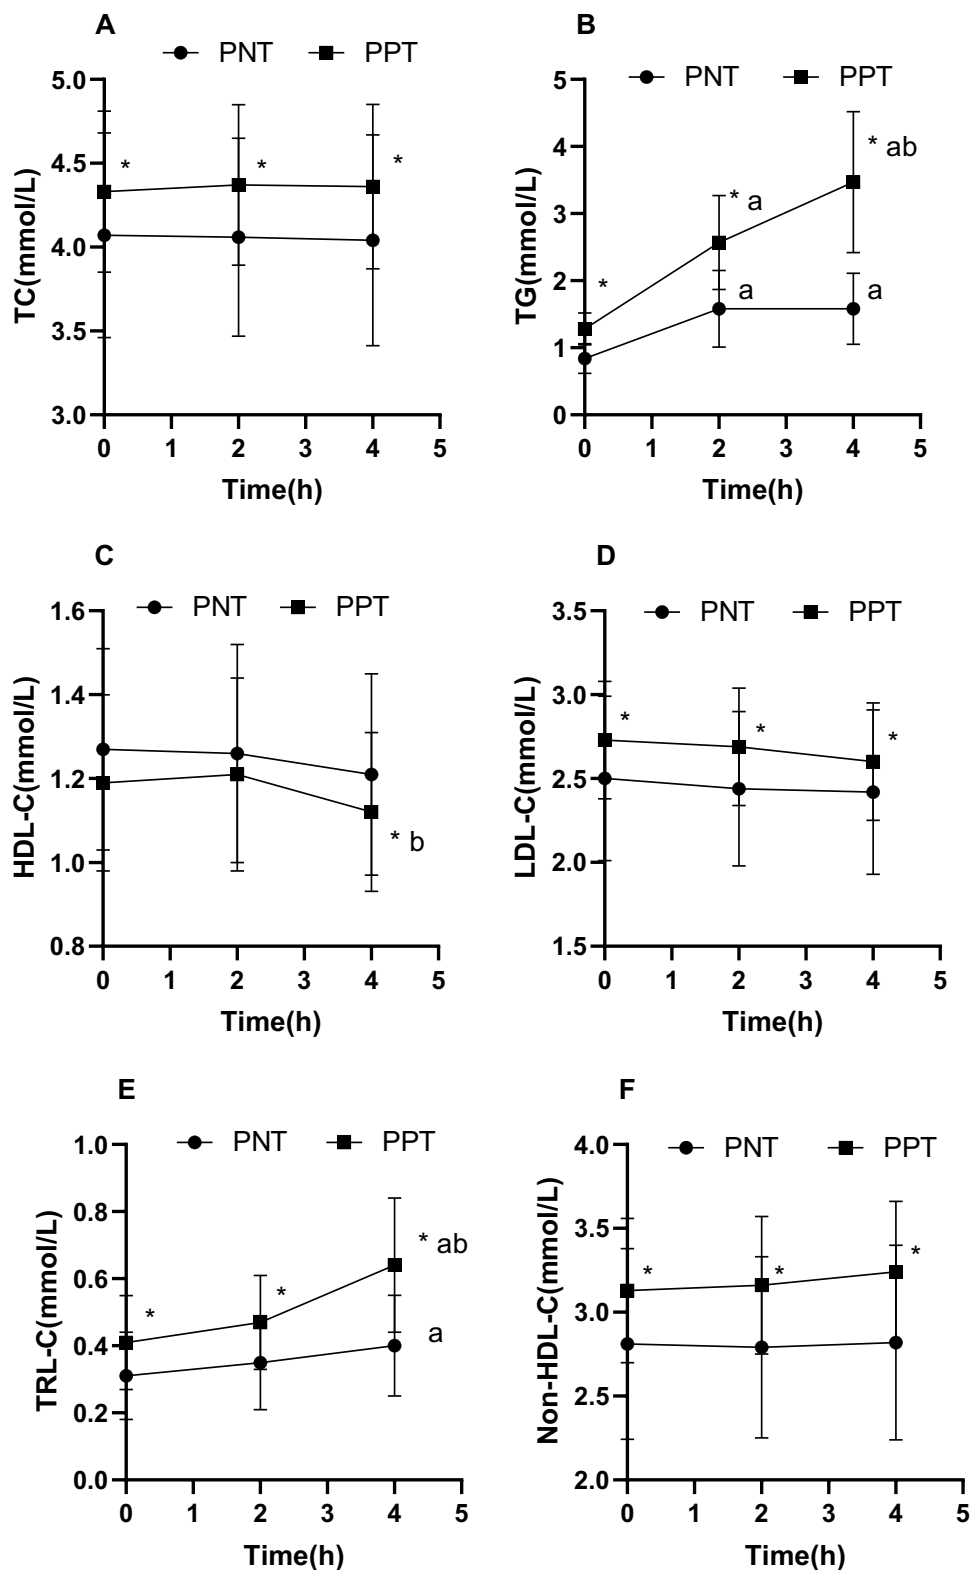 A
PNT PPT
TC(mmol/L)
5.0
4.5
4.0
3.5
3.0
* * *
0 1 2 3 4 5
Time(h)
B
PNT PPT
TG(mmol/L)
5
4
3
2
1
0
* ab
* a
*
a a
0 1 2 3 4 5
Time(h)
C
PNT PPT
HDL-C(mmol/L)
1.6
1.4
1.2
1.0
0.8
* b
0 1 2 3 4 5
Time(h)
D
PNT PPT
LDL-C(mmol/L)
3.5
3.0
2.5
2.0
1.5
* * *
0 1 2 3 4 5
Time(h)
E
PNT PPT
TRL-C(mmol/L)
1.0
0.8
0.6
0.4
0.2
0.0
* ab
* *
a
0 1 2 3 4 5
Time(h)
F
PNT PPT
Non-HDL-C(mmol/L)
4.0
3.5
3.0
2.5
2.0
* * *
0 1 2 3 4 5
Time(h)